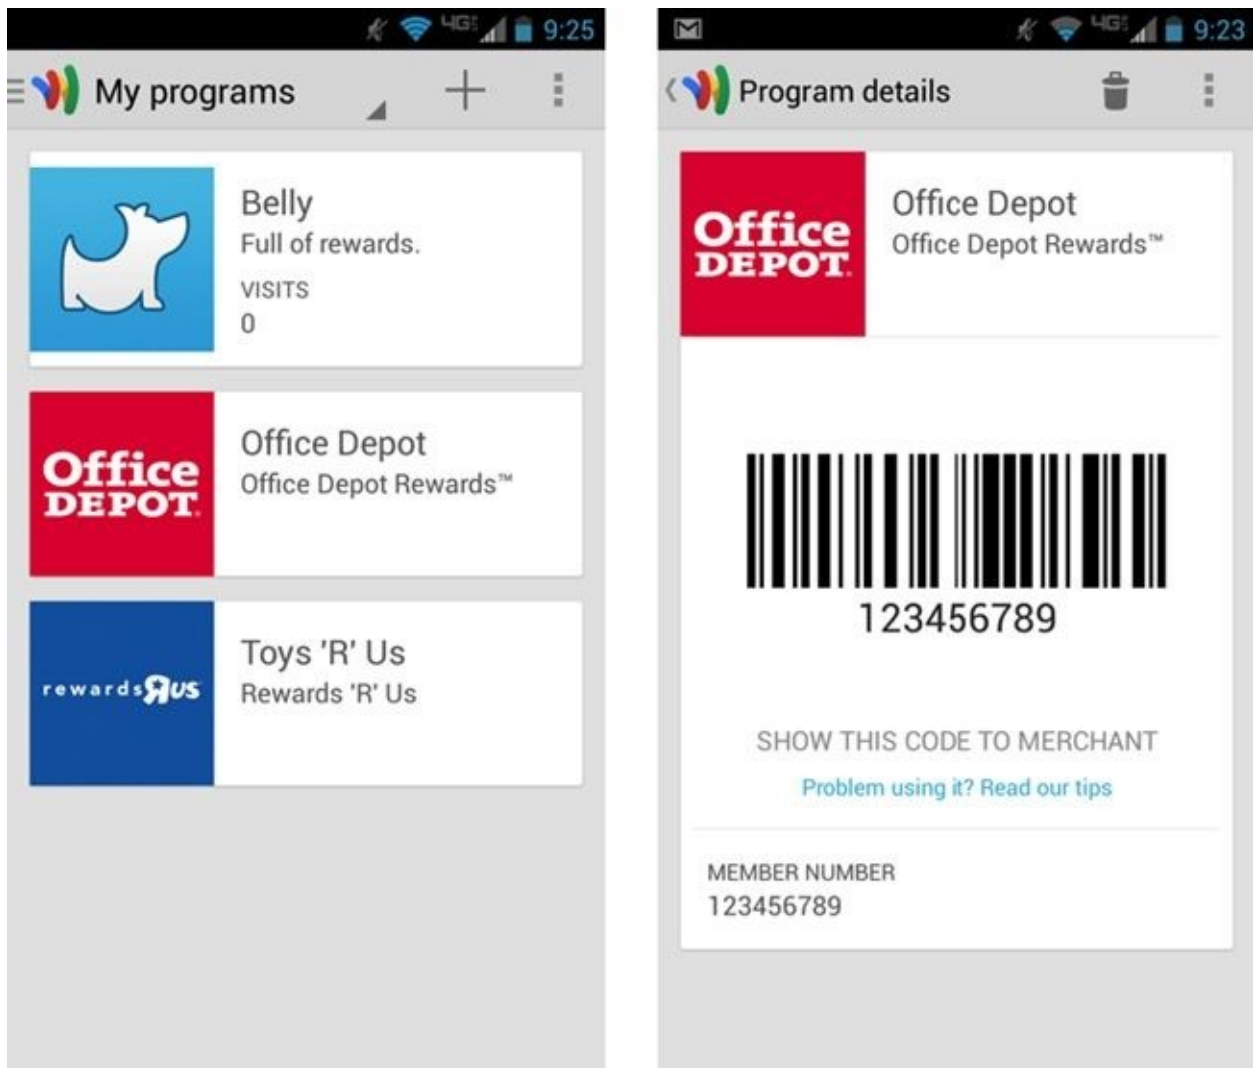 4G 9:25
My programs
Belly
Full of rewards.
VISITS
0
Office
DEPOT.
Office Depot
Office Depot Rewards™
rewardsRUS
Toys 'R' Us
Rewards 'R' Us
4G 9:23
Program details
Office
DEPOT.
Office Depot
Office Depot Rewards™
123456789
SHOW THIS CODE TO MERCHANT
Problem using it? Read our tips
MEMBER NUMBER
123456789